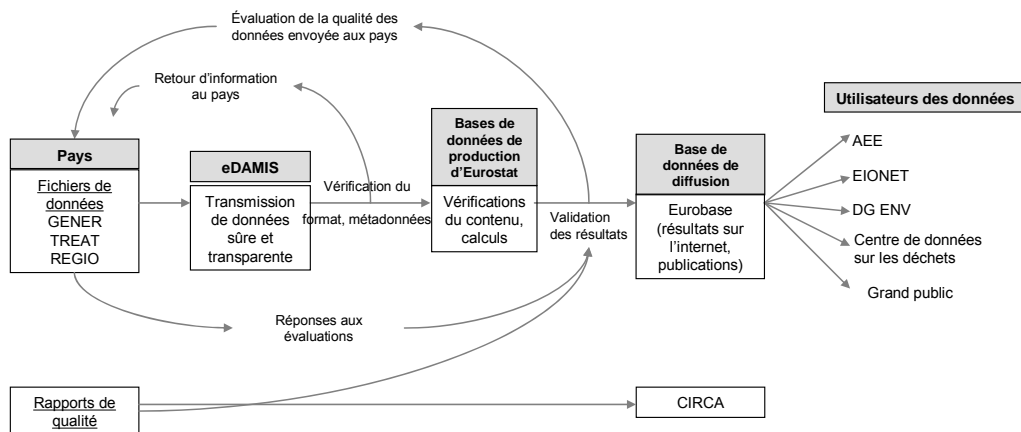 Évaluation de la qualité des
données envoyée aux pays
Retour d'information
au pays
Utilisateurs des données
Pays
Fichiers de
données
GENER
TREAT
REGIO
eDAMIS
Transmission
de données
sûre et
transparente
Vérification du
format, métadonnées
Bases de
données de
production
d'Eurostat
Vérifications
du contenu,
calculs
Validation
des résultats
Base de
données de
diffusion
Eurobase
(résultats sur
l'internet,
publications)
AEE
EIONET
DG ENV
Centre de données
sur les déchets
Grand public
Réponses aux
évaluations
Rapports de
qualité
CIRCA